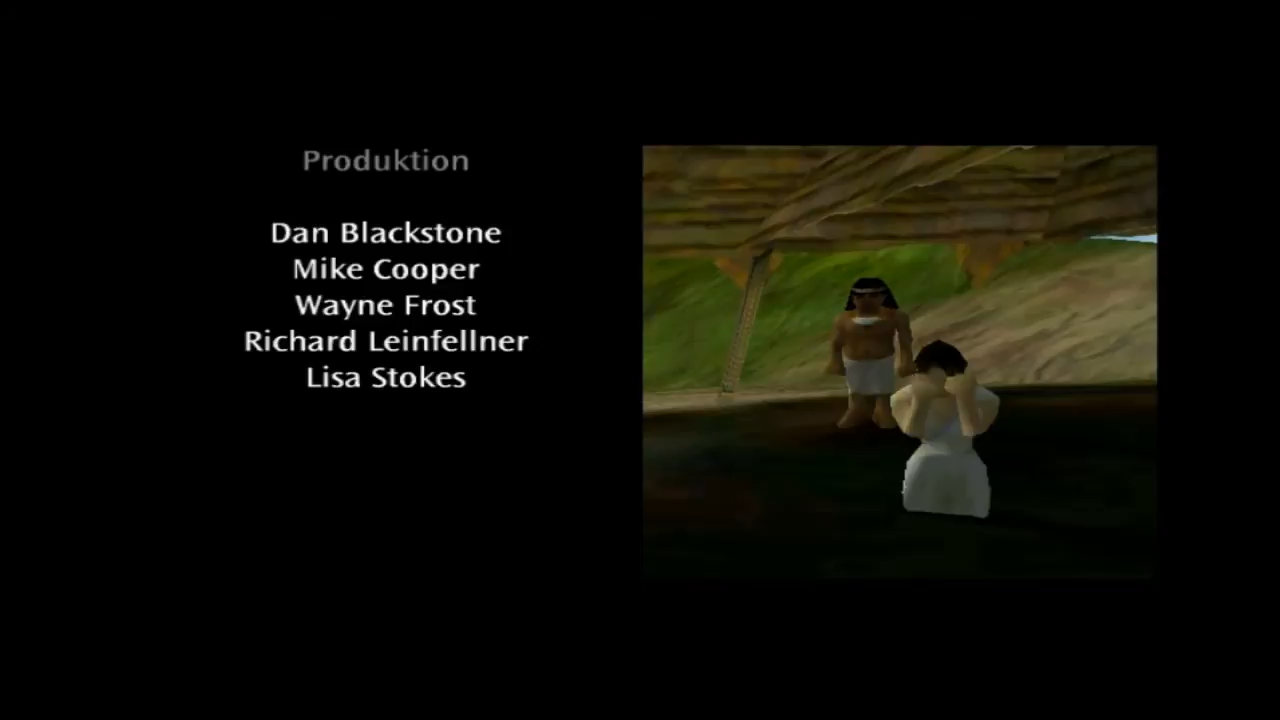 Produktion
Dan Blackstone
Mike Cooper
Wayne Frost
Richard Leinfellner
Lisa Stokes